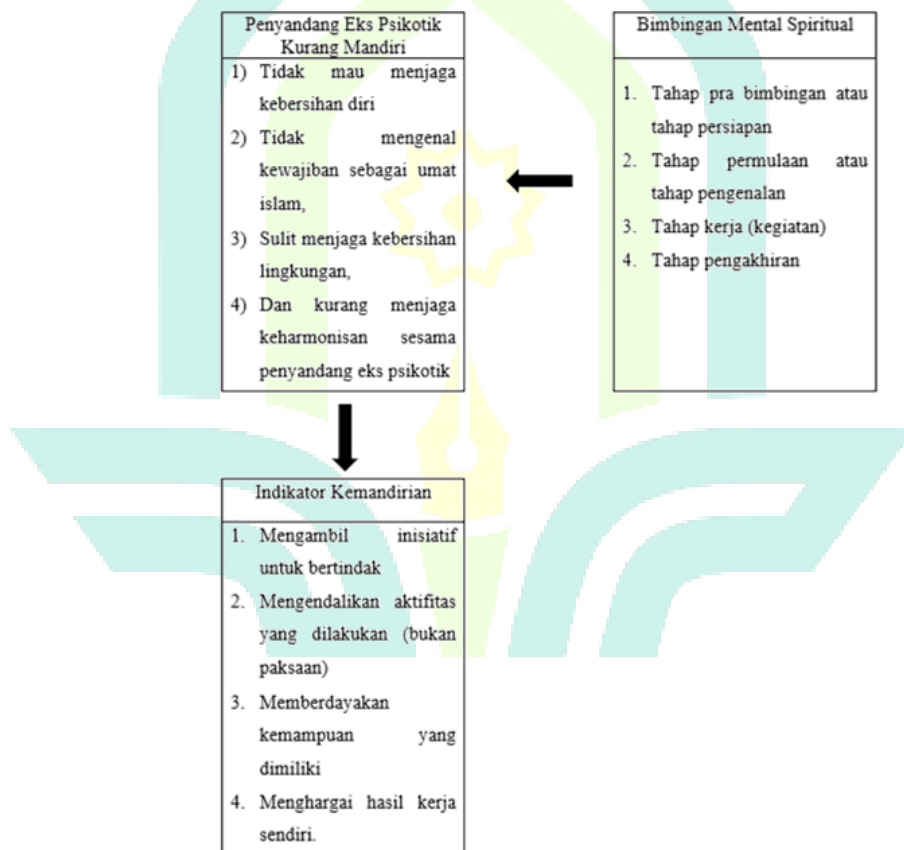 Penyandang Eks Psikotik
Kurang Mandiri
1) Tidak mau menjaga
kebersihan diri
2) Tidak mengenal
kewajiban sebagai umat
islam,
3) Sulit menjaga kebersihan
lingkungan,
4) Dan kurang menjaga
keharmonisan sesama
penyandang eks psikotik
Bimbingan Mental Spiritual
1. Tahap pra bimbingan atau
tahap persiapan
2. Tahap permulaan atau
tahap pengenalan
3. Tahap kerja (kegiatan)
4. Tahap pengakhiran
Indikator Kemandirian
1. Mengambil inisiatif
untuk bertindak
2. Mengendalikan aktifitas
yang dilakukan (bukan
paksaan)
3. Memberdayakan
kemampuan yang
dimiliki
4. Menghargai hasil kerja
sendiri.